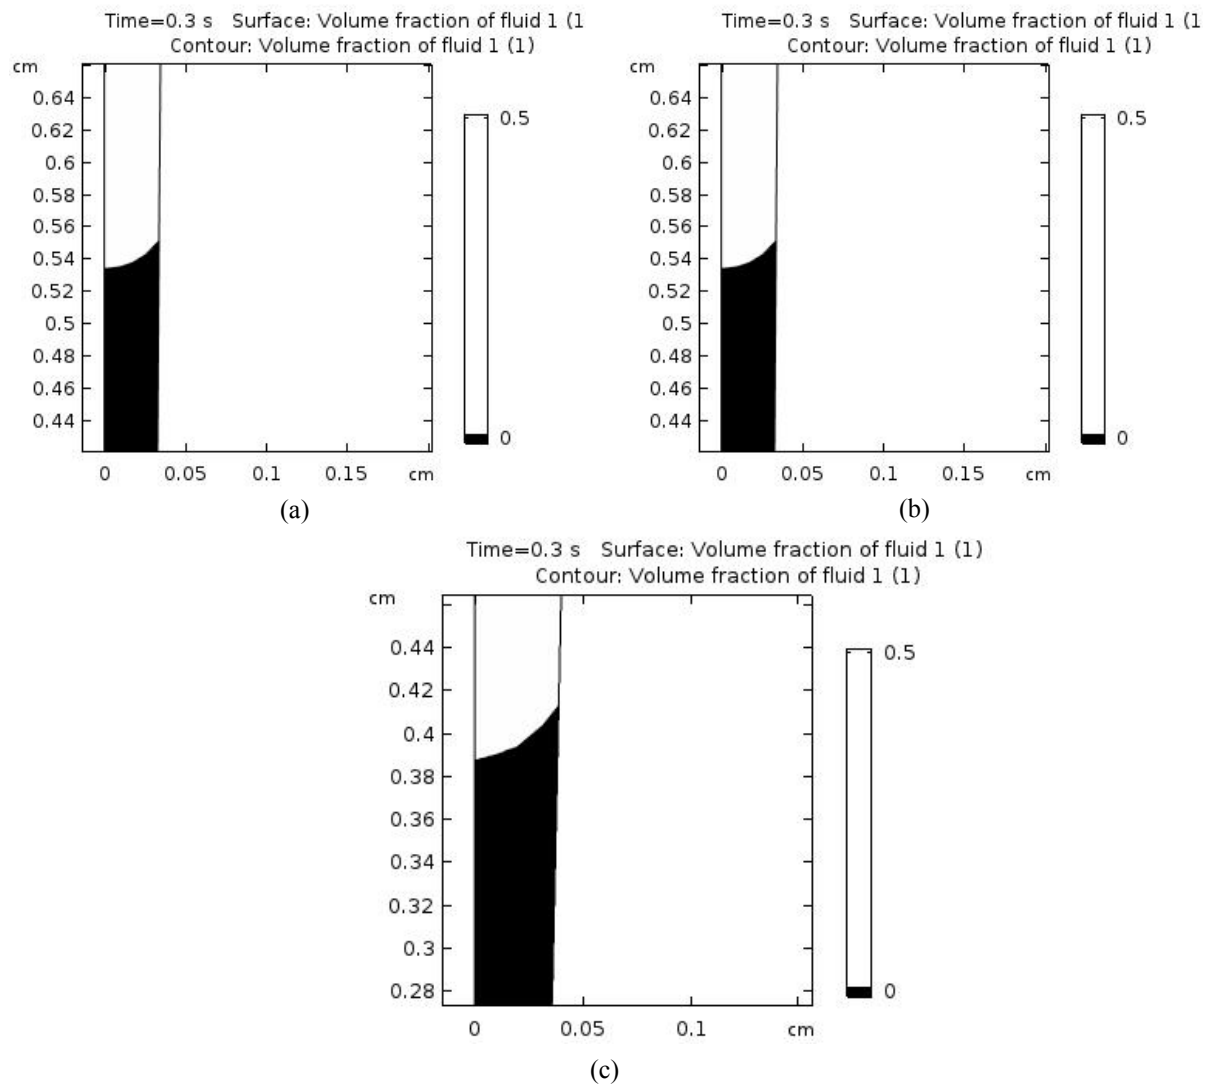 Time=0.3 s Surface: Volume fraction of fluid 1 (1
Contour: Volume fraction of fluid 1 (1)
cm
0.64
0.62
0.6
0.58
0.56
0.54
0.52
0.5
0.48
0.46
0.44
0 0.05 0.1 0.15 cm
0.5
0
(a)
Time=0.3 s Surface: Volume fraction of fluid 1 (1
Contour: Volume fraction of fluid 1 (1)
cm
0.64
0.62
0.6
0.58
0.56
0.54
0.52
0.5
0.48
0.46
0.44
0 0.05 0.1 0.15 cm
0.5
0
(b)
Time=0.3 s Surface: Volume fraction of fluid 1 (1)
Contour: Volume fraction of fluid 1 (1)
cm
0.44
0.42
0.4
0.38
0.36
0.34
0.32
0.3
0.28
0 0.05 0.1 cm
0.5
0
(c)